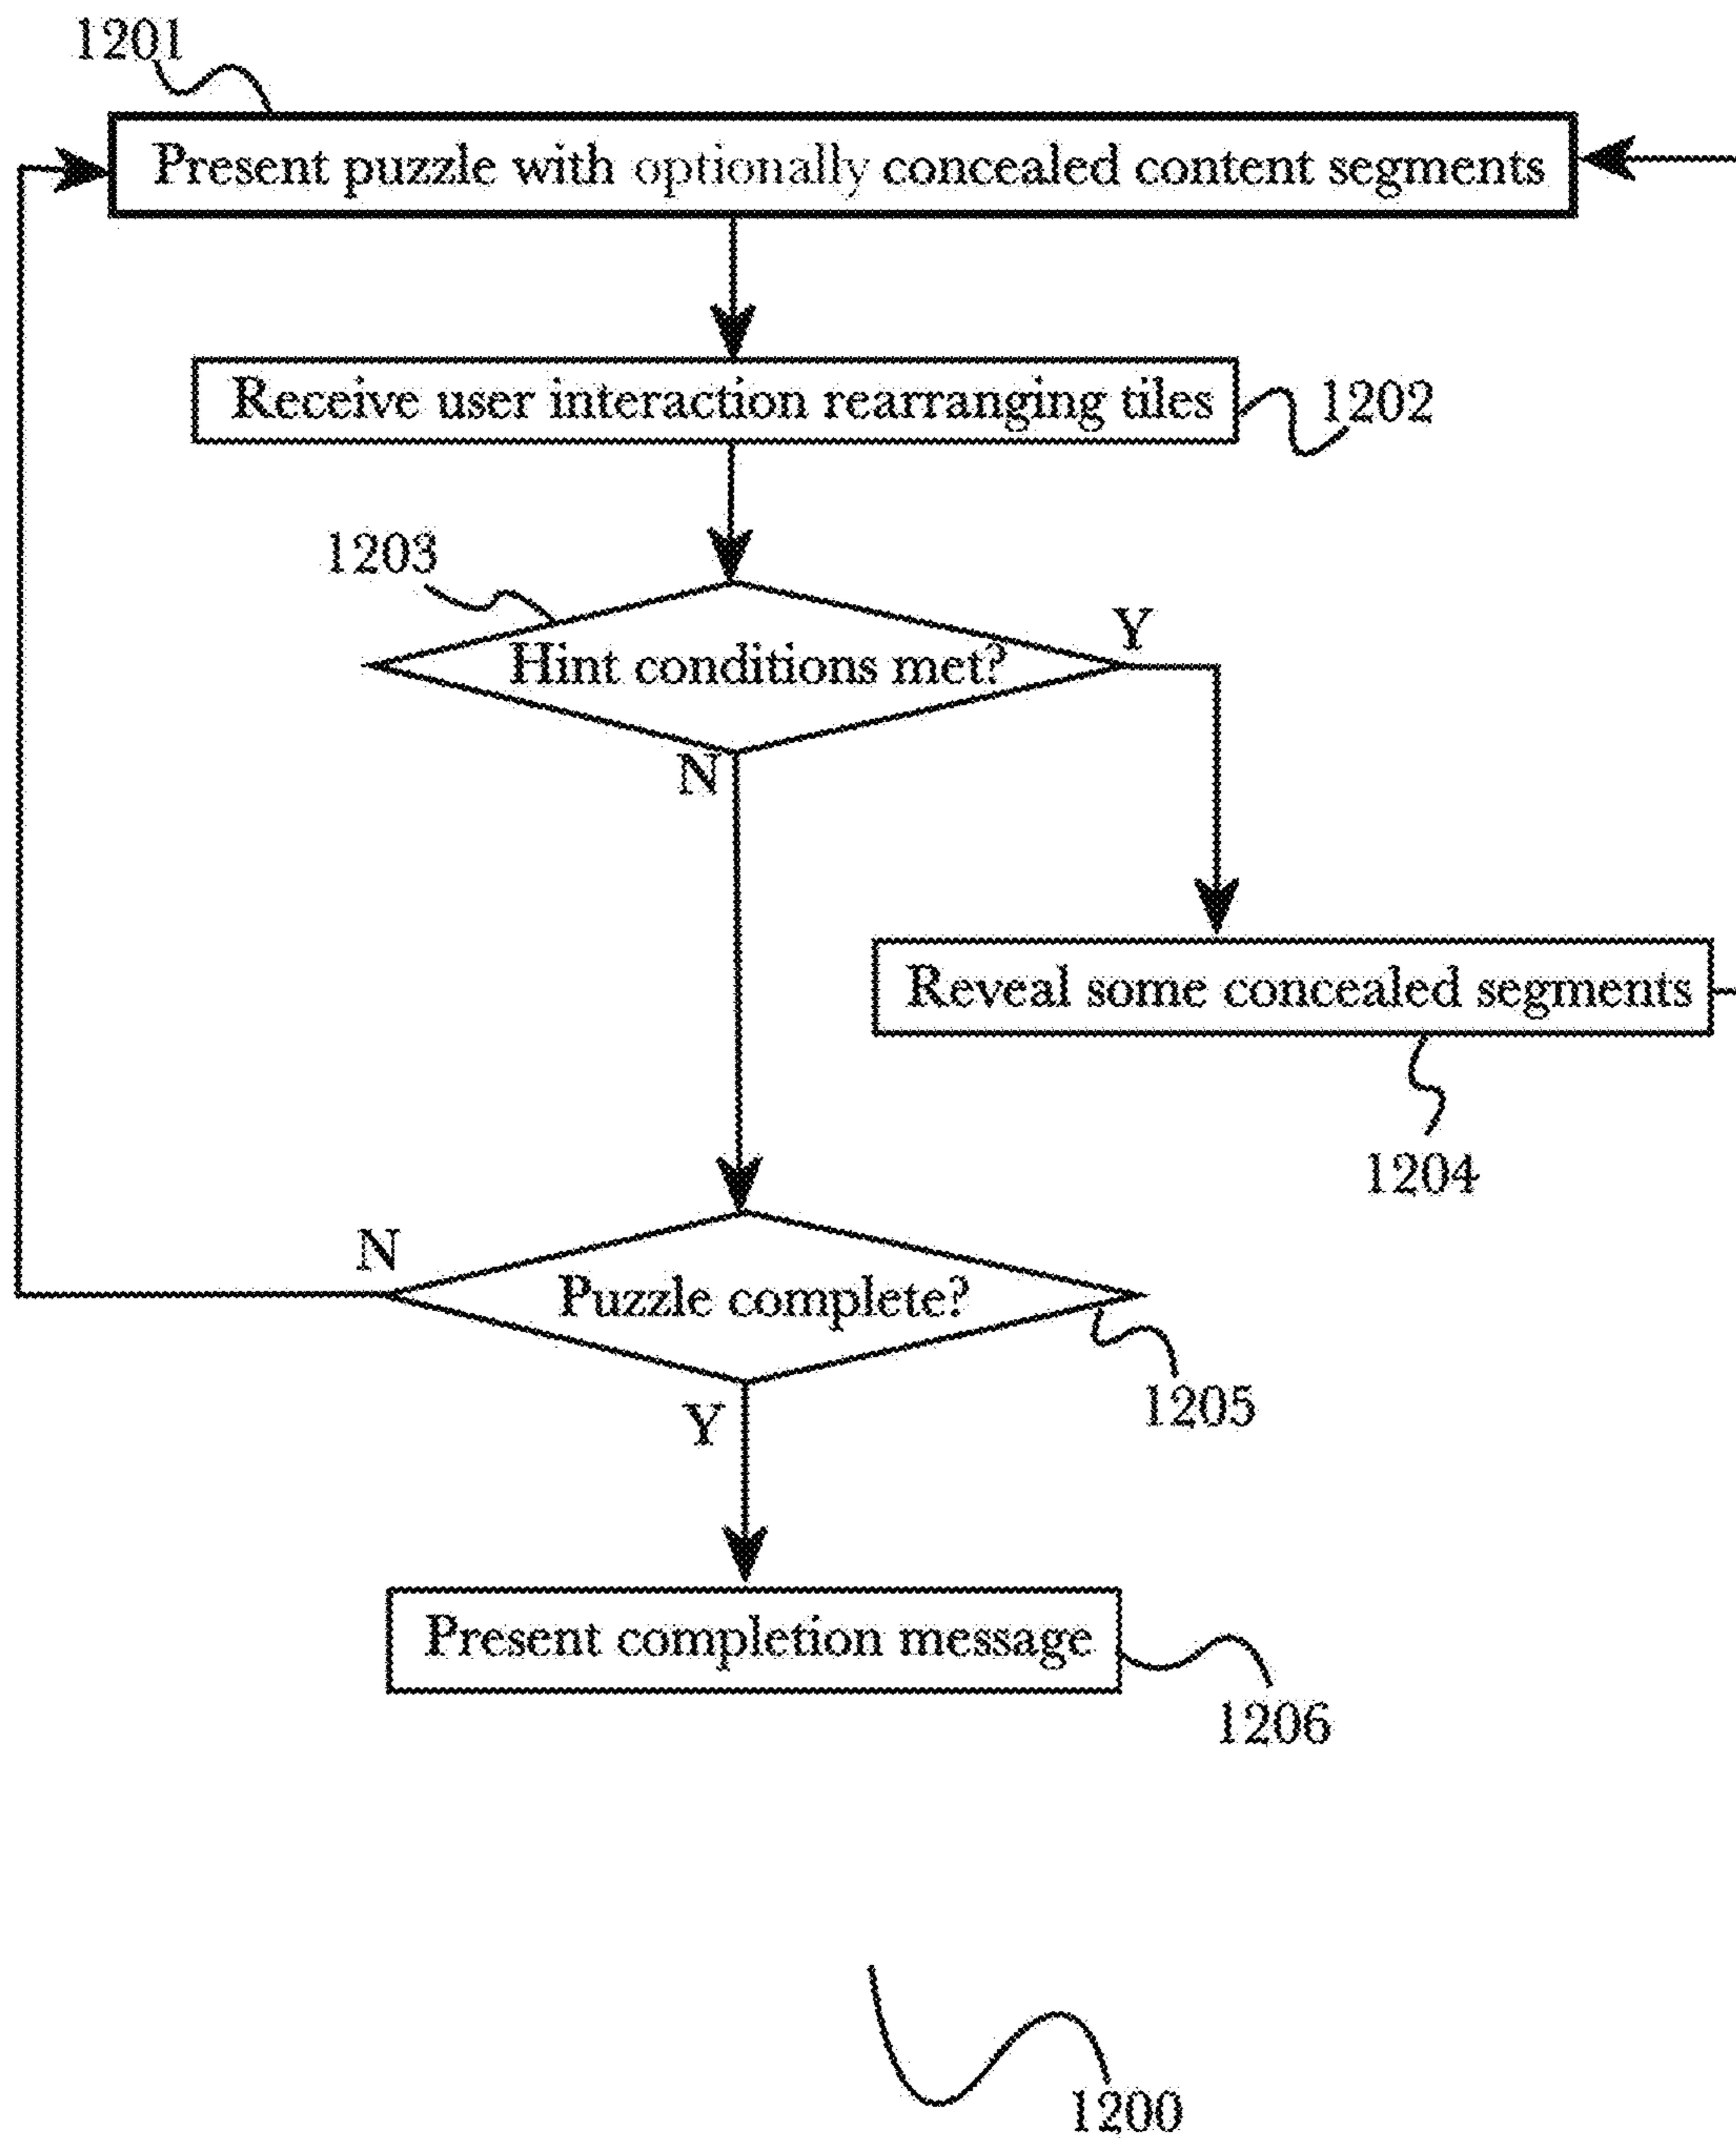 1201
Present puzzle with optionally concealed content segments
Receive user interaction rearranging tiles
1202
1203
Hint conditions met?
Y
N
Reveal some concealed segments
1204
N
Puzzle complete?
1205
Y
Present completion message
1206
1200